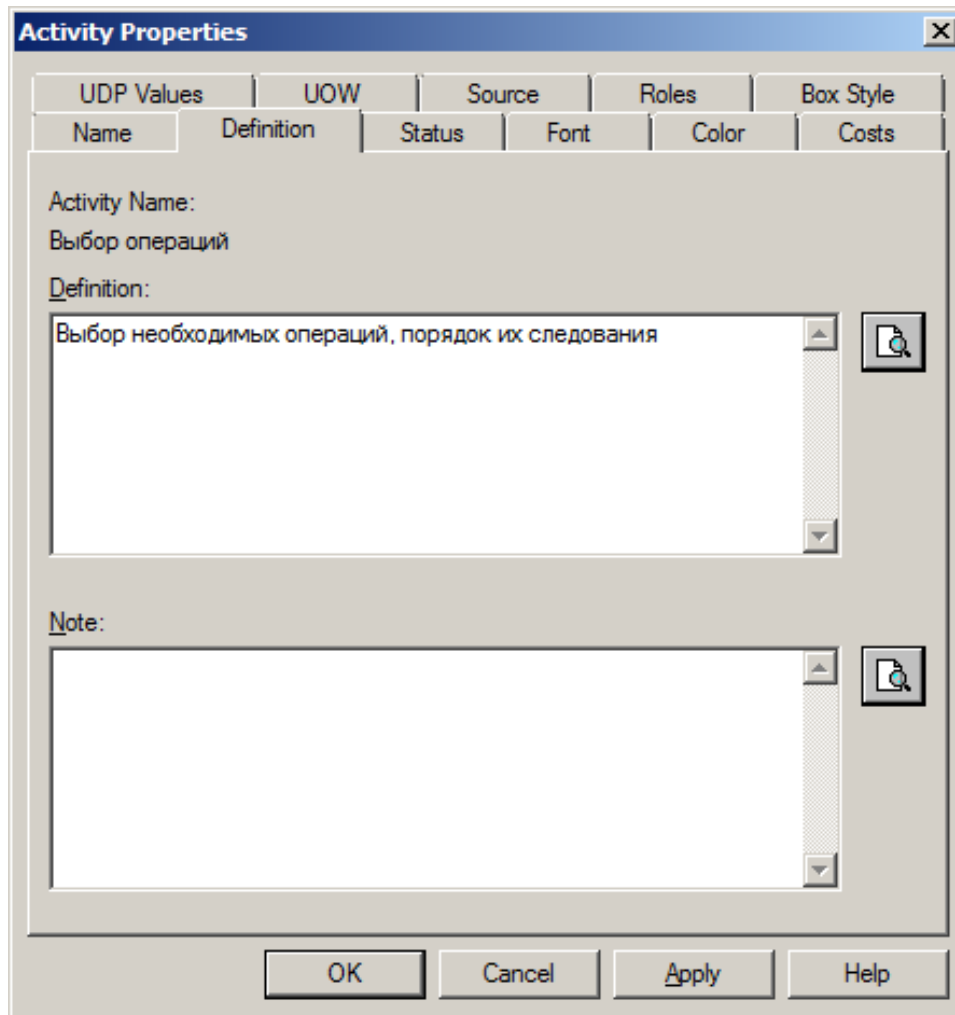 Activity Properties
UDP Values UOW Source Roles Box Style
Name Definition Status Font Color Costs
Activity Name:
Выбор операций
Definition:
Выбор необходимых операций, порядок их следования
Note:
OK Cancel Apply Help